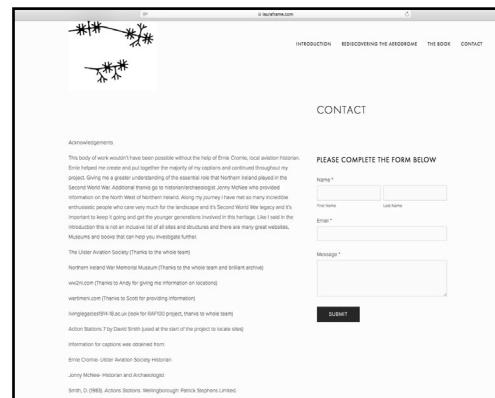 lauraframe.com
INTRODUCTION REDISCOVERING THE AERODROME THE BOOK CONTACT
CONTACT
Acknowledgements
This body of work wouldn't have been possible without the help of Ernie Cromie, local aviation historian.
Ernie helped me create and put together the majority of my captions and continued throughout my
project. Giving me a greater understanding of the essential role that Northern Ireland played in the
Second World War. Additional thanks go to historian/archaeologist Jonny McNee who provided
information on the North West of Northern Ireland. Along my journey I have met so many incredible
enthusiastic people who care very much for the landscape and it's Second World War legacy and it's
important to keep it going and get the younger generations involved in this heritage. Like I said in the
introduction this is not an inclusive list of all sites and structures and there are many great websites,
Museums and books that can help you investigate further.
The Ulster Aviation Society (Thanks to the whole team)
Northern Ireland War Memorial Museum (Thanks to the whole team and brilliant archive)
ww2ni.com (Thanks to Andy for giving me information on locations)
wartimeni.com (Thanks to Scott for providing information)
livinglegacies1914-18.ac.uk (look for RAF100 project, thanks to whole team)
Action Stations 7 by David Smith (used at the start of the project to locate sites)
Information for captions was obtained from:
Ernie Cromie- Ulster Aviation Society Historian
Jonny McNee- Historian and Archaeologist
Smith, D. (1983). Actions Stations. Wellingborough: Patrick Stephens Limited.
PLEASE COMPLETE THE FORM BELOW
Name *
First Name Last Name
Email *
Message *
SUBMIT